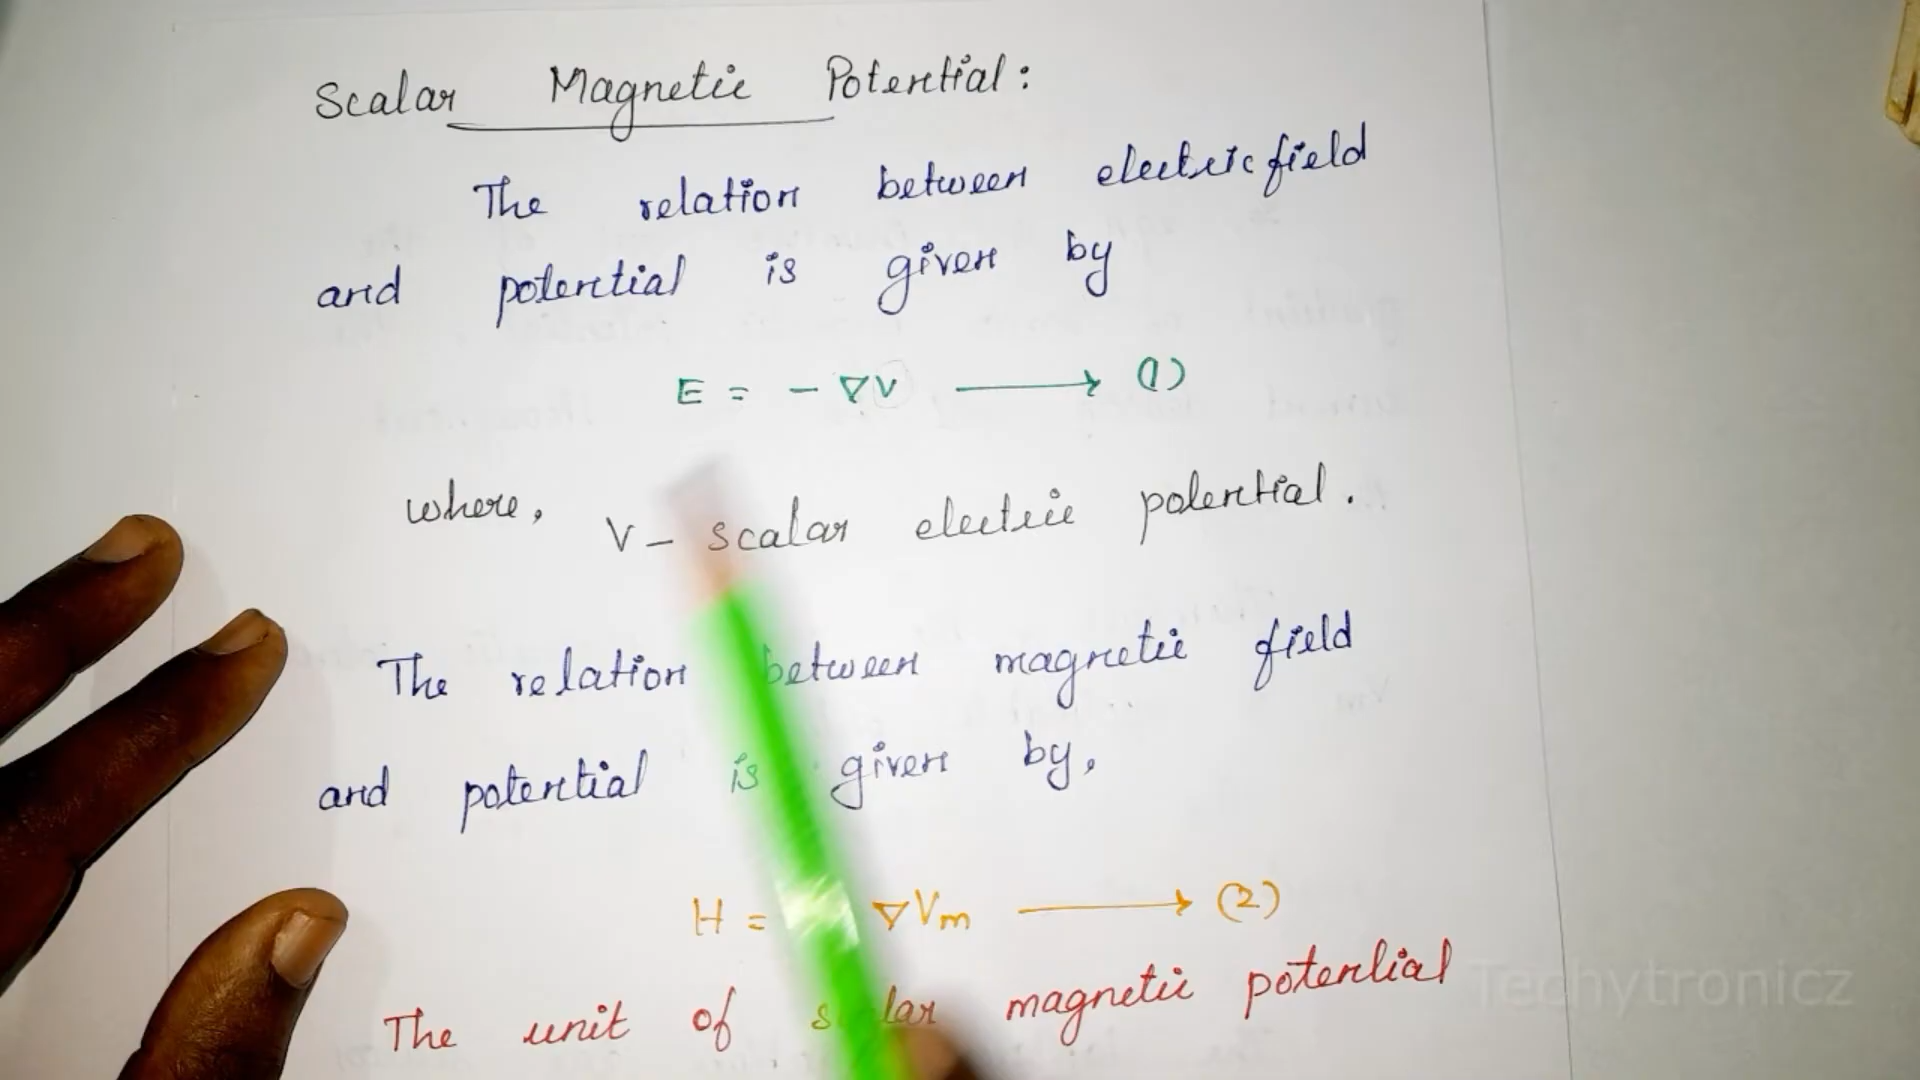 Scalar Magnetic Potential:
The relation between electric field
and potential is given by
E = - ∇V ⟶ (1)
where,
V - scalar electric potential.
The relation between magnetic field
and potential is given by,
H = ∇Vm ⟶ (2)
The unit of scalar magnetic potential
Techytronicz